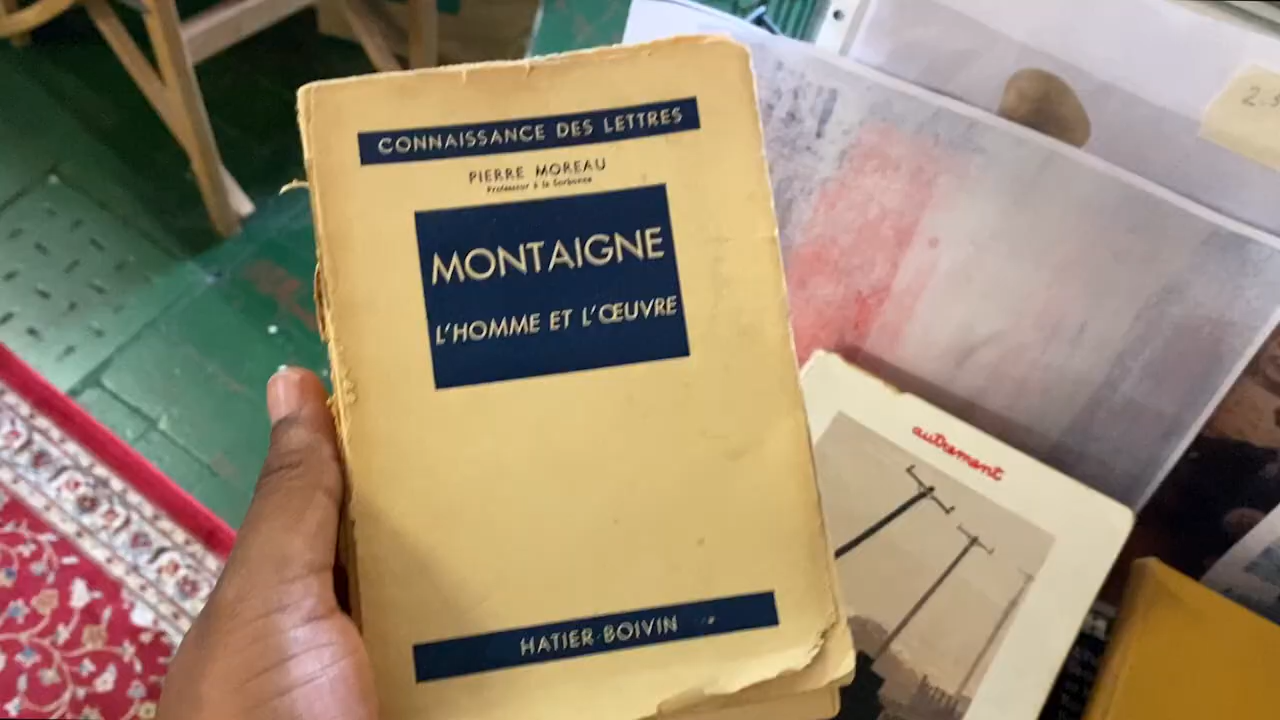 CONNAISSANCE DES LETTRES
PIERRE MOREAU
Professeur à la Sorbonne
MONTAIGNE
L'HOMME ET L'ŒUVRE
HATIER-BOIVIN
autrement